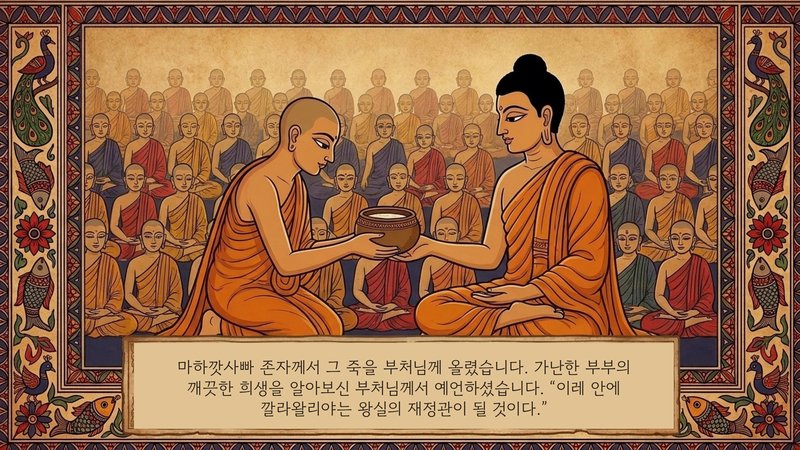 마하깟사빠 존자께서 그 죽을 부처님께 올렸습니다. 가난한 부부의
깨끗한 희생을 알아보신 부처님께서 예언하셨습니다. “이레 안에
깔라왈리야는 왕실의 재정관이 될 것이다.”